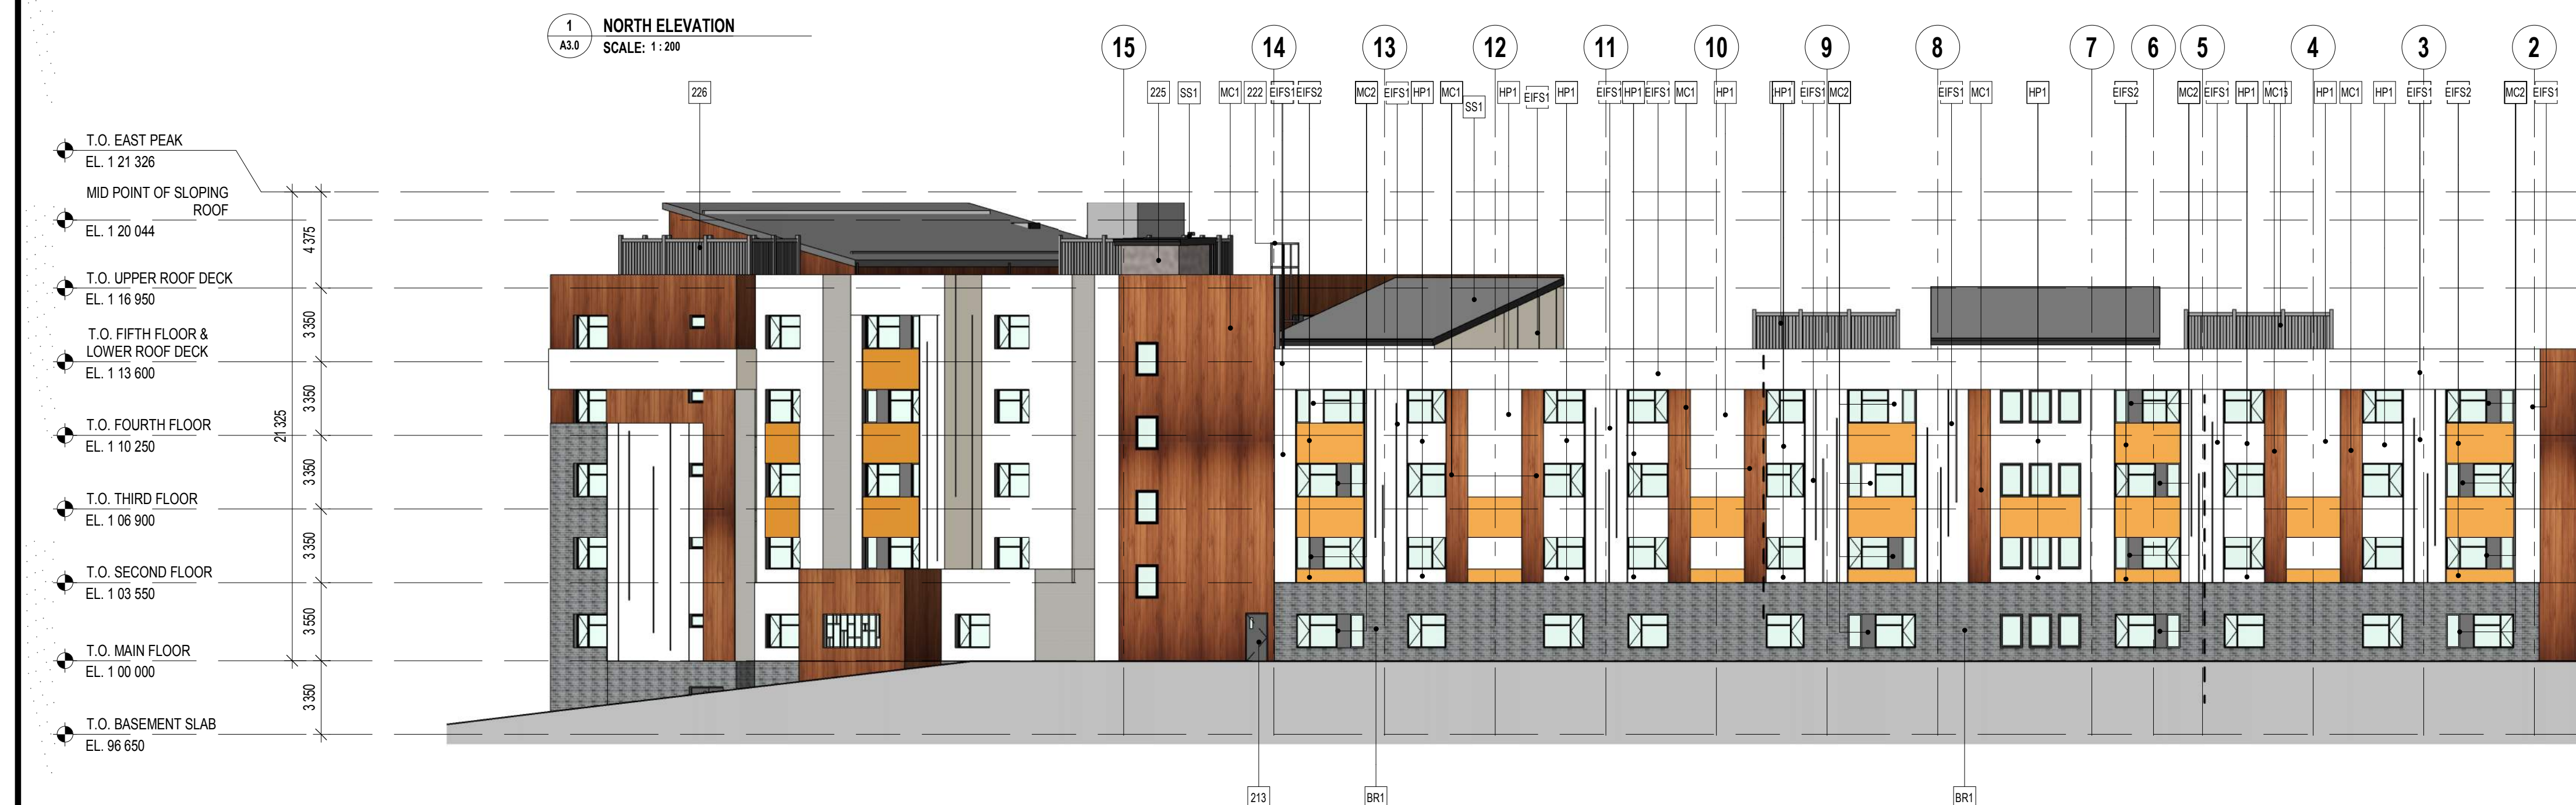 1 NORTH ELEVATION
A3.0 SCALE: 1 : 200
15 14 13 12 11 10 9 8 7 6 5 4 3 2
226 225 SS1 MC1 222 EIFS1 EIFS2 MC2 EIFS1 HP1 MC1 SS1 HP1 EIFS1 HP1 EIFS1 HP1 EIFS1 MC1 HP1 HP1 EIFS1 MC2 EIFS1 MC1 HP1 EIFS2 MC2 EIFS1 HP1 MC1 HP1 MC1 HP1 EIFS1 EIFS2 MC2 EIFS1
T.O. EAST PEAK
EL. 1 21 326
MID POINT OF SLOPING
ROOF
EL. 1 20 044
4 375
T.O. UPPER ROOF DECK
EL. 1 16 950
3 350
T.O. FIFTH FLOOR &
LOWER ROOF DECK
EL. 1 13 600
3 350
21 325
T.O. FOURTH FLOOR
EL. 1 10 250
3 350
T.O. THIRD FLOOR
EL. 1 06 900
3 350
T.O. SECOND FLOOR
EL. 1 03 550
3 550
T.O. MAIN FLOOR
EL. 1 00 000
3 350
T.O. BASEMENT SLAB
EL. 96 650
213 BR1 BR1